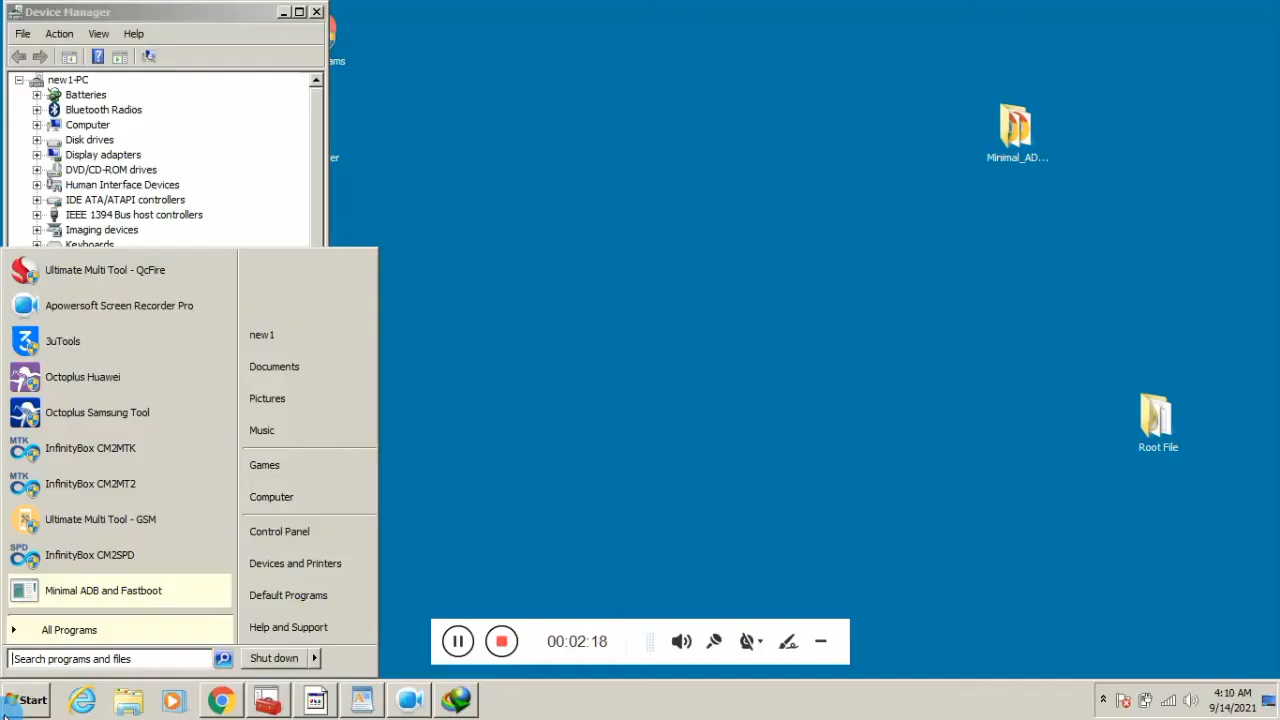 Device Manager
File Action View Help
new1-PC
Batteries
Bluetooth Radios
Computer
Disk drives
Display adapters
DVD/CD-ROM drives
Human Interface Devices
IDE ATA/ATAPI controllers
IEEE 1394 Bus host controllers
Imaging devices
Keyboards
ams
er
Minimal_AD...
Root File
Ultimate Multi Tool - QcFire
Apowersoft Screen Recorder Pro
3uTools
Octoplus Huawei
Octoplus Samsung Tool
MTK
InfinityBox CM2MTK
MTK
InfinityBox CM2MT2
Ultimate Multi Tool - GSM
SPD
InfinityBox CM2SPD
Minimal ADB and Fastboot
All Programs
Search programs and files
new1
Documents
Pictures
Music
Games
Computer
Control Panel
Devices and Printers
Default Programs
Help and Support
Shut down
00:02:18
Start
4:10 AM
9/14/2021